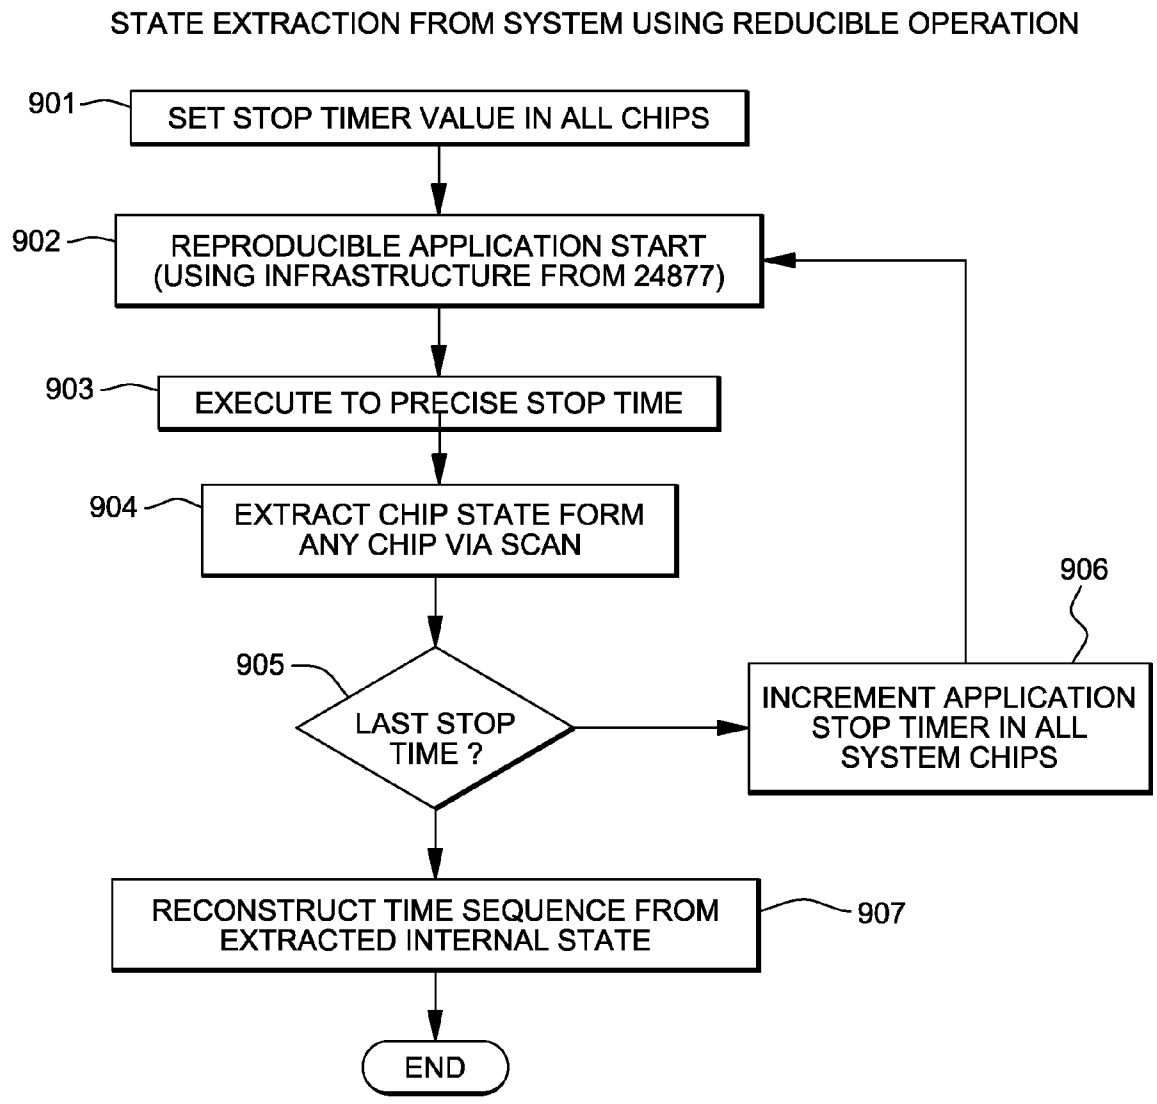 STATE EXTRACTION FROM SYSTEM USING REDUCIBLE OPERATION
901
SET STOP TIMER VALUE IN ALL CHIPS
902
REPRODUCIBLE APPLICATION START
(USING INFRASTRUCTURE FROM 24877)
903
EXECUTE TO PRECISE STOP TIME
904
EXTRACT CHIP STATE FORM
ANY CHIP VIA SCAN
905
LAST STOP
TIME ?
906
INCREMENT APPLICATION
STOP TIMER IN ALL
SYSTEM CHIPS
RECONSTRUCT TIME SEQUENCE FROM
EXTRACTED INTERNAL STATE
907
END